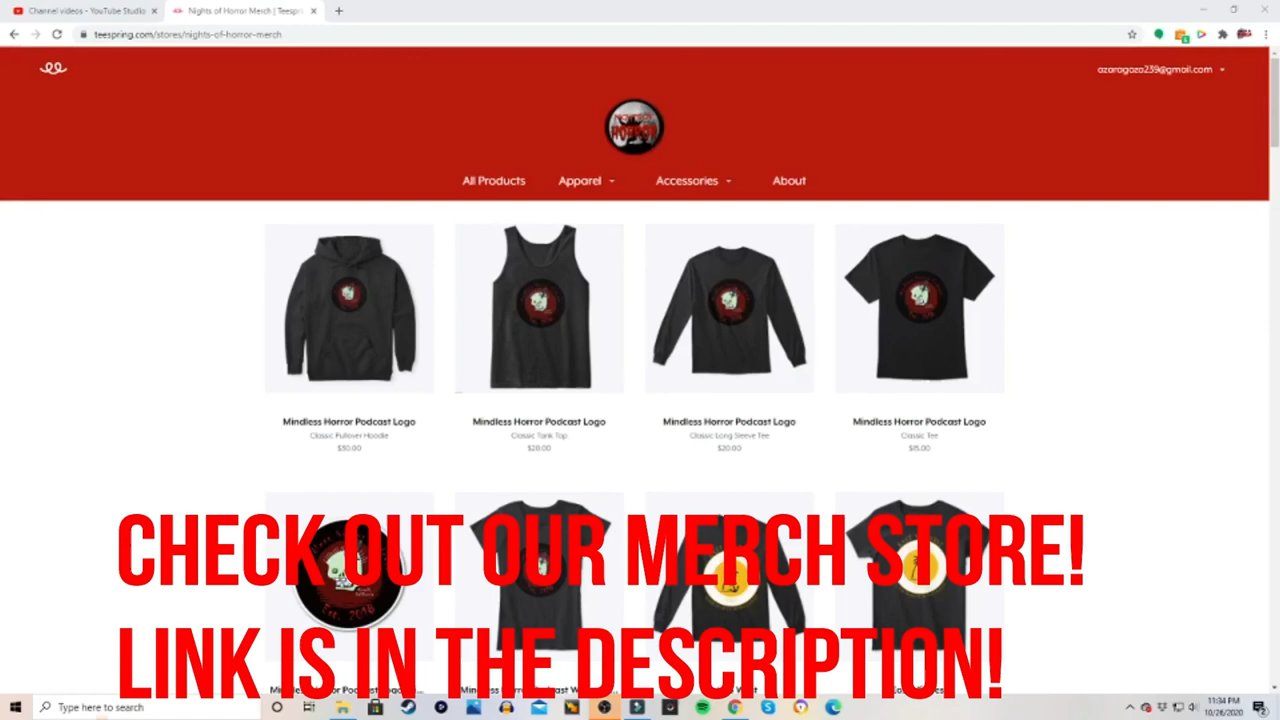 Channel videos - YouTube Studio
Nights of Horror Merch | Teespri
teespring.com/stores/nights-of-horror-merch
azaragoza239@gmail.com
HORROR
All Products Apparel Accessories About
Mindless Horror Podcast Logo Mindless Horror Podcast Logo Mindless Horror Podcast Logo Mindless Horror Podcast Logo
Classic Pullover Hoodie Classic Tank Top Classic Long Sleeve Tee Classic Tee
$30.00 $20.00 $20.00 $15.00
CHECK OUT OUR MERCH STORE!
Est. 2018
LINK IS IN THE DESCRIPTION!
Type here to search
11:34 PM
10/26/2020